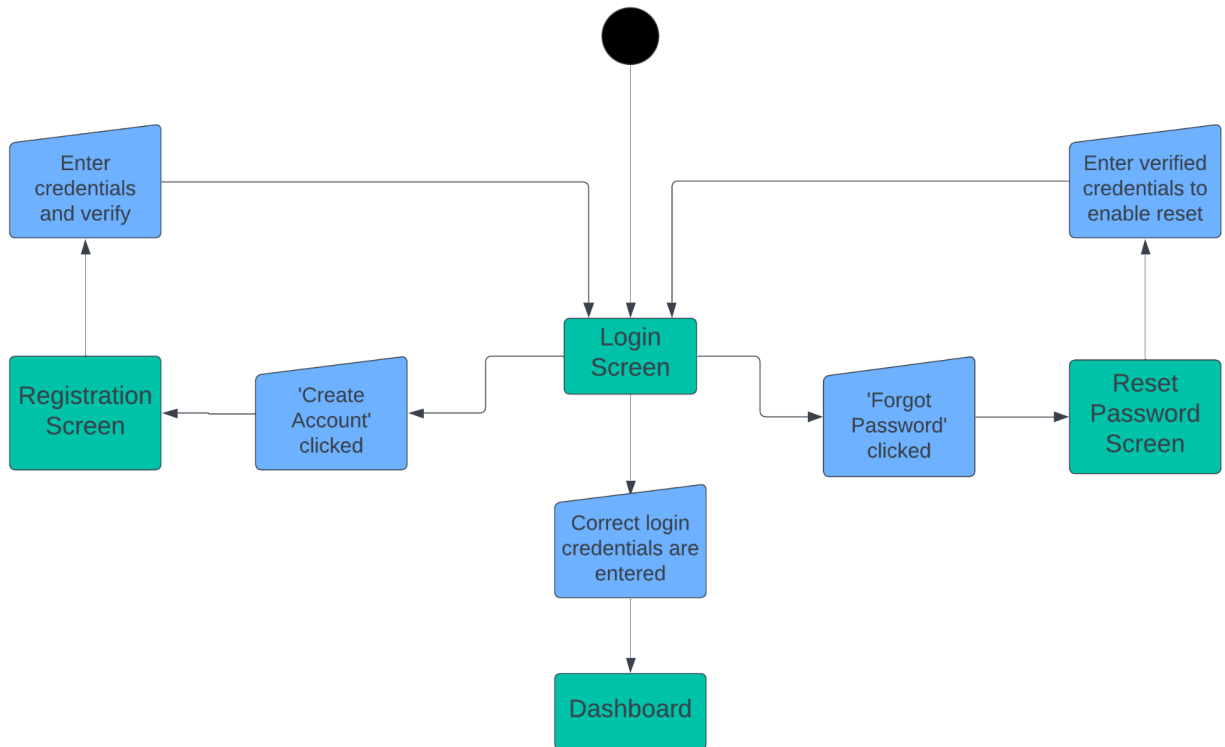 Enter
credentials
and verify
Enter verified
credentials to
enable reset
Login
Screen
Registration
Screen
'Create
Account'
clicked
'Forgot
Password'
clicked
Reset
Password
Screen
Correct login
credentials are
entered
Dashboard